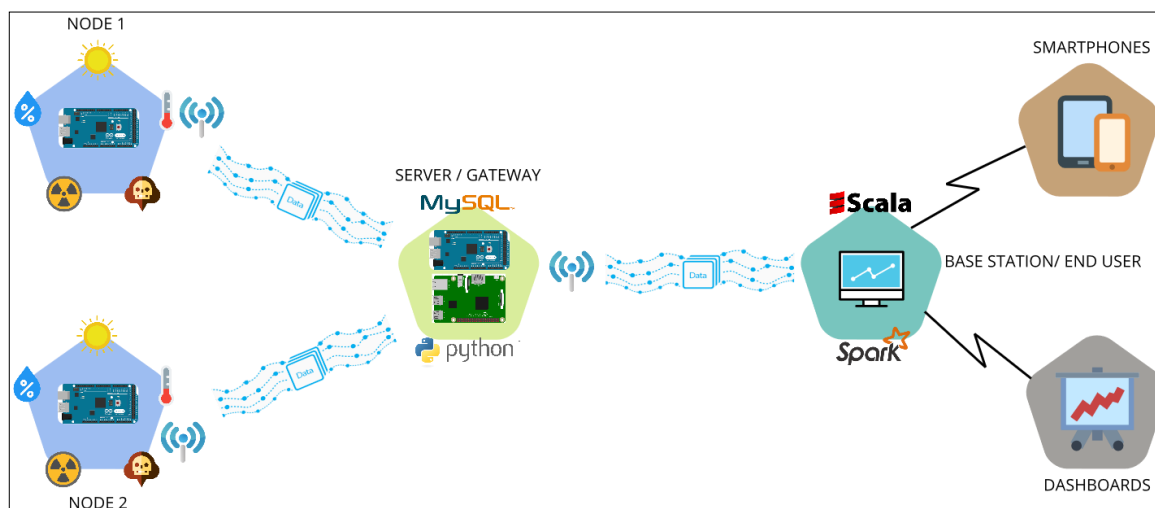 NODE 1
SMARTPHONES
%
Data
SERVER / GATEWAY
MySQL
Scala
Data
BASE STATION/ END USER
python
Spark
%
Data
NODE 2
DASHBOARDS